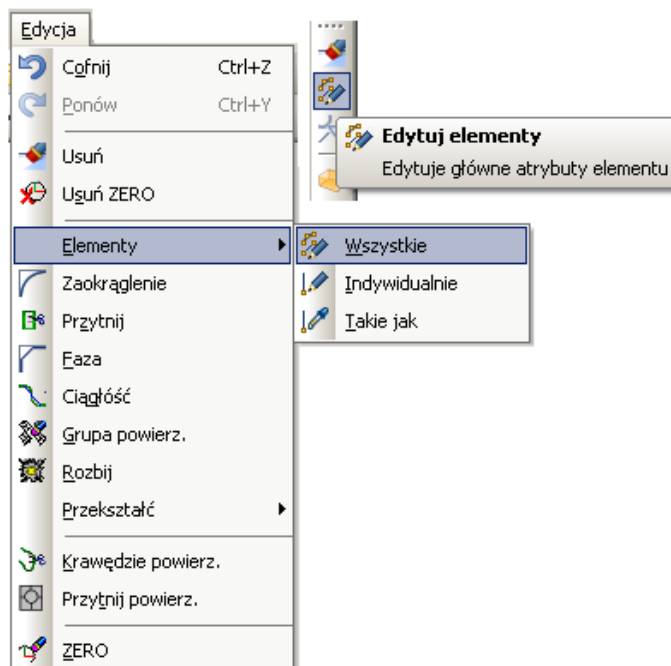 Edycja
Cofnij Ctrl+Z
Ponów Ctrl+Y
Usuń
Usuń ZERO
Elementy
Zaokrąglenie
Przytnij
Faza
Ciągłość
Grupa powierz.
Rozbij
Przekształć
Krawędzie powierz.
Przytnij powierz.
ZERO
Wszystkie
Indywidualnie
Takie jak
Edytuj elementy
Edytuje główne atrybuty elementu